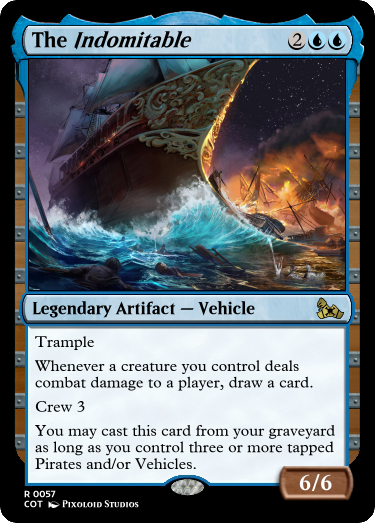 The Indomitable 2
Legendary Artifact — Vehicle
Trample
Whenever a creature you control deals
combat damage to a player, draw a card.
Crew 3
You may cast this card from your graveyard
as long as you control three or more tapped
Pirates and/or Vehicles.
R 0057
COT Pixoloid Studios
6/6